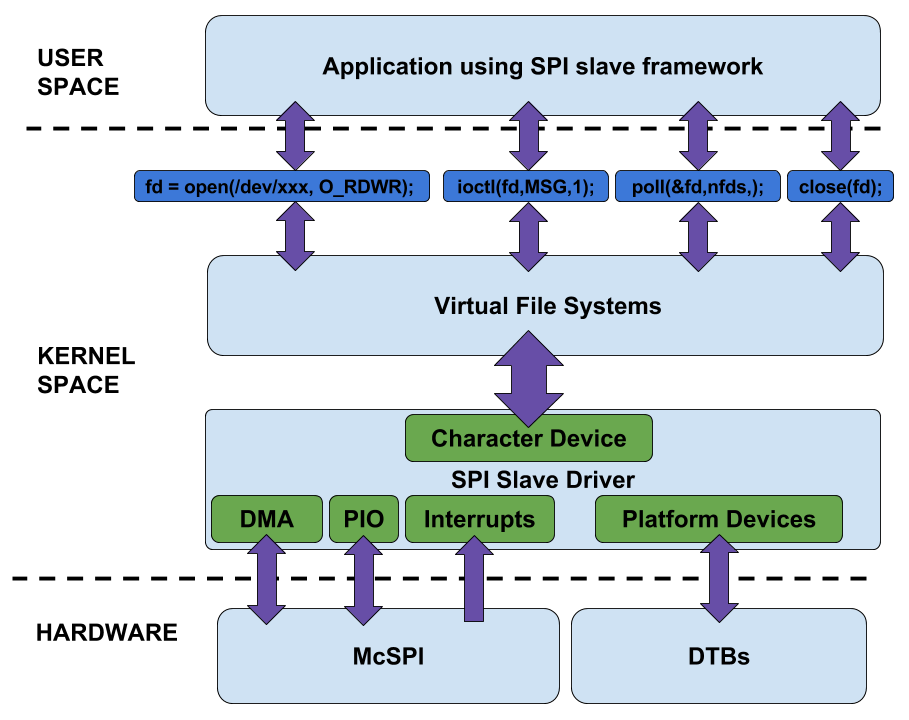 USER
SPACE
Application using SPI slave framework
fd = open(/dev/xxx, O_RDWR);
ioctl(fd,MSG,1);
poll(&fd,nfds,);
close(fd);
Virtual File Systems
KERNEL
SPACE
Character Device
SPI Slave Driver
DMA
PIO
Interrupts
Platform Devices
HARDWARE
McSPI
DTBs